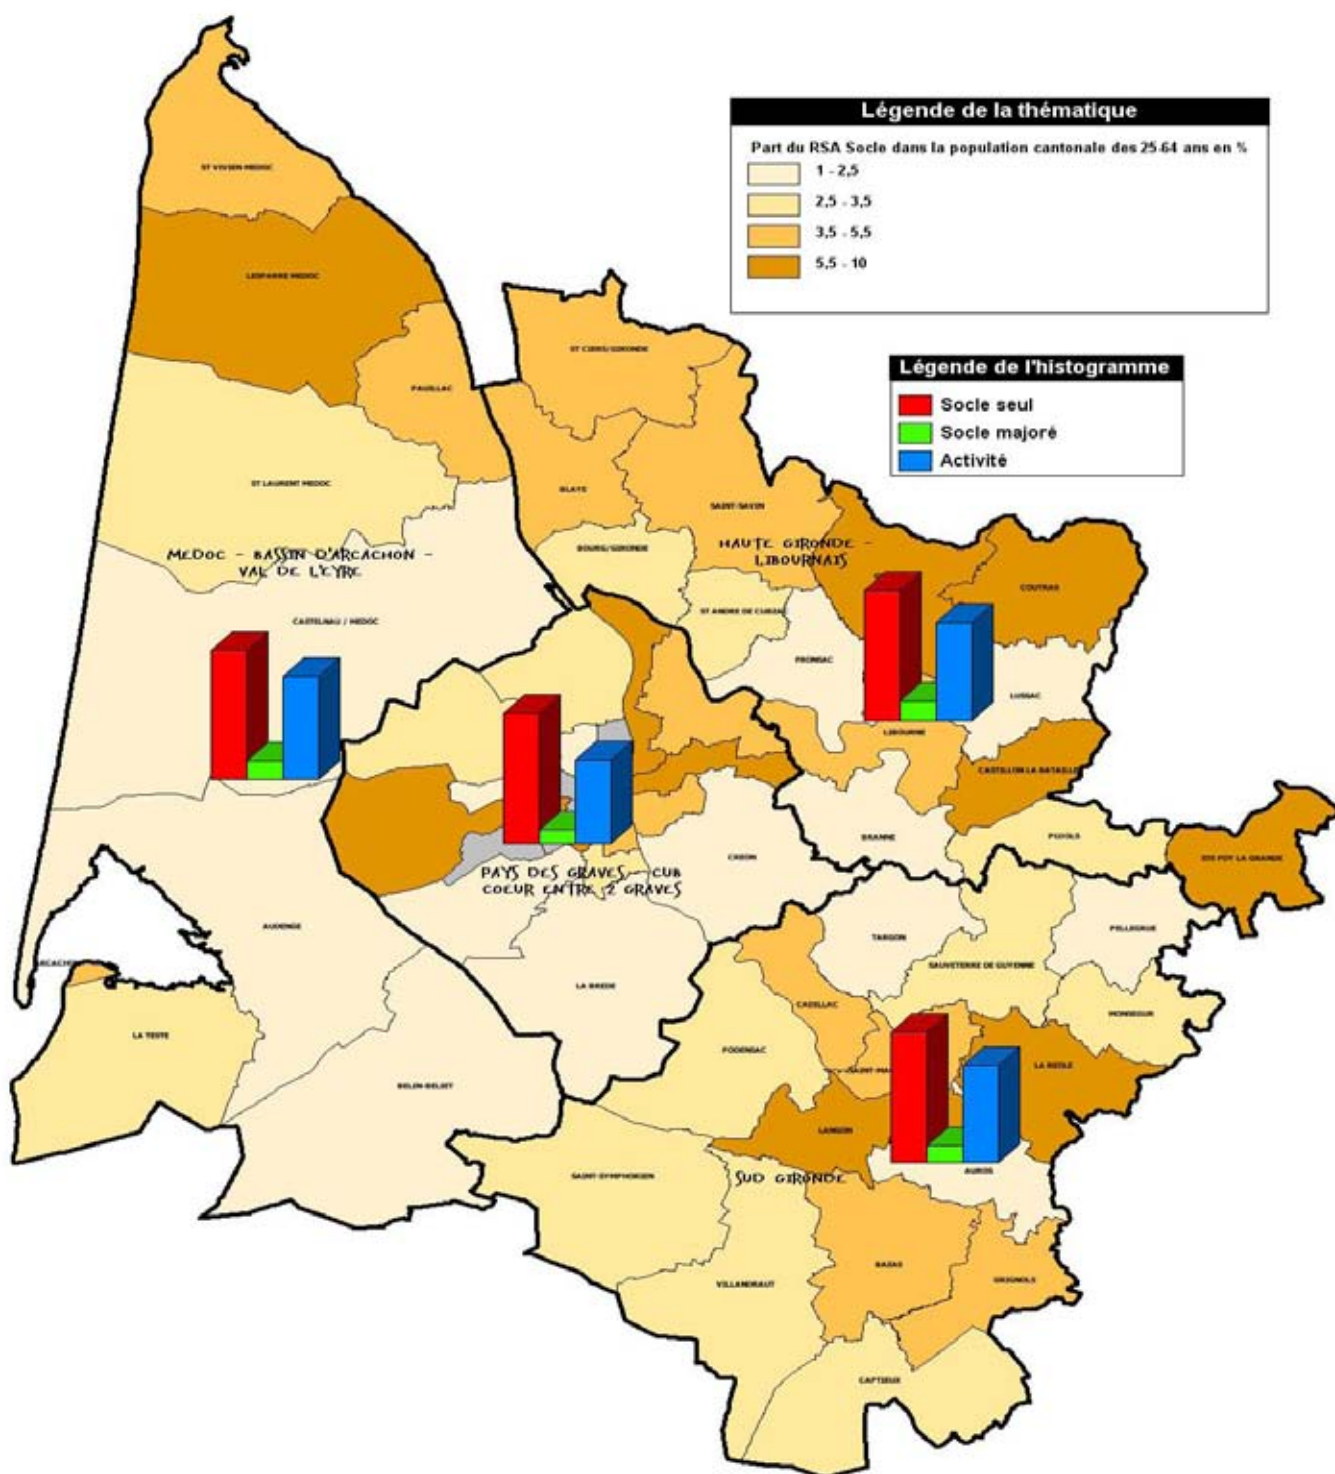 Légende de la thématique
Part du RSA Socle dans la population cantonale des 25-64 ans en %
1 - 2,5
2,5 - 3,5
3,5 - 5,5
5,5 - 10
Légende de l'histogramme
Socle seul
Socle majoré
Activité
ST VIVIEN MEDOC
LESPARRE MEDOC
PAUILLAC
ST CIERS/GIRONDE
ST LAURENT MEDOC
BLAYE
SAINT-SAVIN
MEDOC - BASSIN D'ARCACHON -
VAL DE L'EYRE
BOURG/GIRONDE
HAUTE GIRONDE -
LIBOURNAIS
COUTRAS
ST ANDRE DE CUBZAC
CASTELNAU / MEDOC
FRONSAC
LUSSAC
LIBOURNE
CASTILLON LA BATAILLE
BRANNE
PUJOLS
STE FOY LA GRANDE
CREON
PAYS DES GRAVES - CUB
COEUR ENTRE 2 GRAVES
AUDENGE
TARGON
PELLEGRUE
SAUVETERRE DE GUYENNE
ARCACHON
LA BREDE
CADILLAC
MONSEGUR
LA TESTE
PODENSAC
SAINT-MA
LA REOLE
BELIN-BELIET
LANGON
SAINT-SYMPHORIEN
SUD GIRONDE
AUROS
VILLANDRAUT
BAZAS
GRIGNOLS
CAPTIEUX